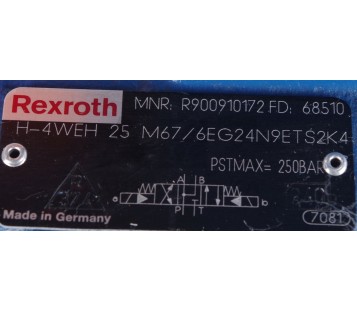 Rexroth MNR: R900910172 FD: 68510
H-4WEH 25 M67/6EG24N9ETS2K4
PSTMAX= 250BAR
a A B b
P T
Made in Germany 7081